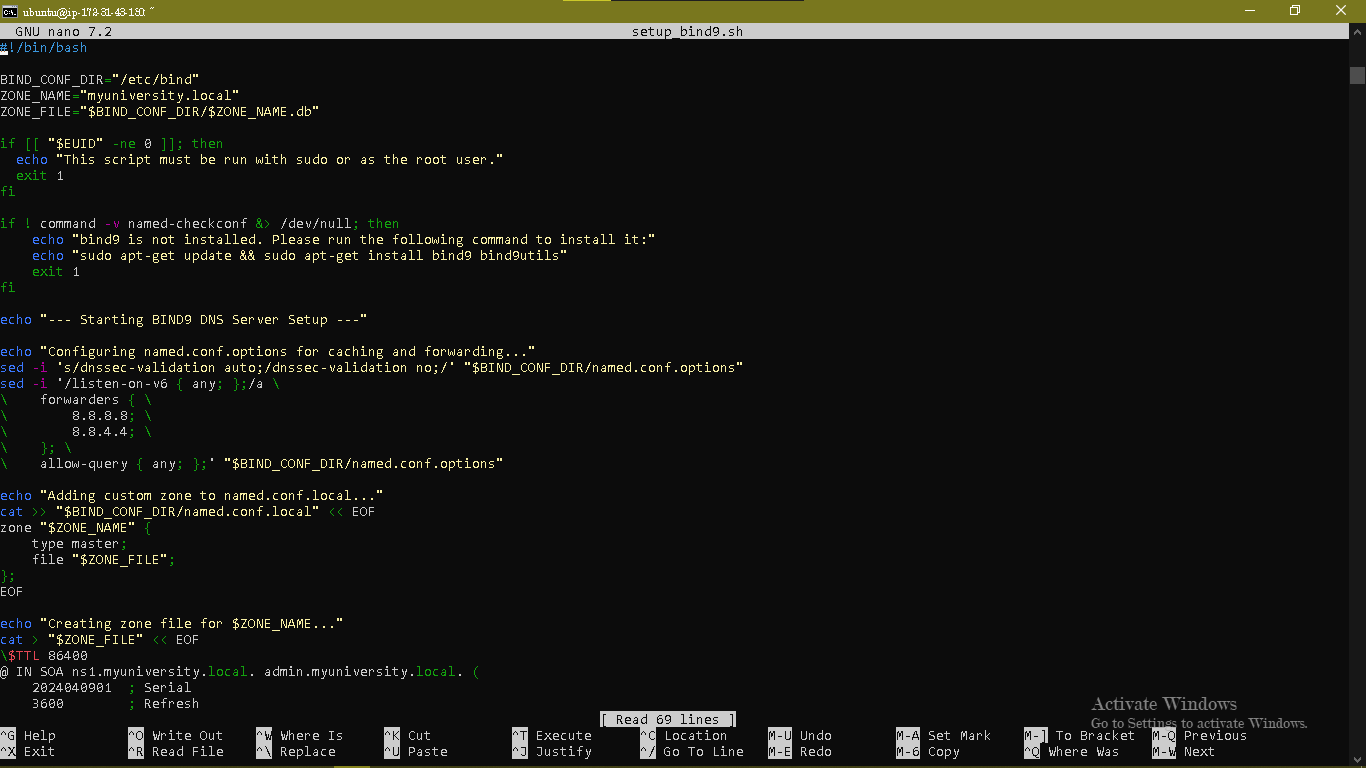 ubuntu@ip-172-31-43-130: ~
GNU nano 7.2 setup_bind9.sh
#!/bin/bash

BIND_CONF_DIR="/etc/bind"
ZONE_NAME="myuniversity.local"
ZONE_FILE="$BIND_CONF_DIR/$ZONE_NAME.db"

if [[ "$EUID" -ne 0 ]]; then
  echo "This script must be run with sudo or as the root user."
  exit 1
fi

if ! command -v named-checkconf &> /dev/null; then
    echo "bind9 is not installed. Please run the following command to install it:"
    echo "sudo apt-get update && sudo apt-get install bind9 bind9utils"
    exit 1
fi

echo "--- Starting BIND9 DNS Server Setup ---"

echo "Configuring named.conf.options for caching and forwarding..."
sed -i 's/dnssec-validation auto;/dnssec-validation no;/' "$BIND_CONF_DIR/named.conf.options"
sed -i '/listen-on-v6 { any; };/a \
\    forwarders { \
\        8.8.8.8; \
\        8.8.4.4; \
\    }; \
\    allow-query { any; };' "$BIND_CONF_DIR/named.conf.options"

echo "Adding custom zone to named.conf.local..."
cat >> "$BIND_CONF_DIR/named.conf.local" << EOF
zone "$ZONE_NAME" {
    type master;
    file "$ZONE_FILE";
};
EOF

echo "Creating zone file for $ZONE_NAME..."
cat > "$ZONE_FILE" << EOF
\$TTL 86400
@ IN SOA ns1.myuniversity.local. admin.myuniversity.local. (
    2024040901  ; Serial
    3600        ; Refresh
[ Read 69 lines ]
^G Help ^O Write Out ^W Where Is ^K Cut ^T Execute ^C Location M-U Undo M-A Set Mark M-] To Bracket M-Q Previous
^X Exit ^R Read File ^\ Replace ^U Paste ^J Justify ^/ Go To Line M-E Redo M-6 Copy ^Q Where Was M-W Next
Activate Windows
Go to Settings to activate Windows.